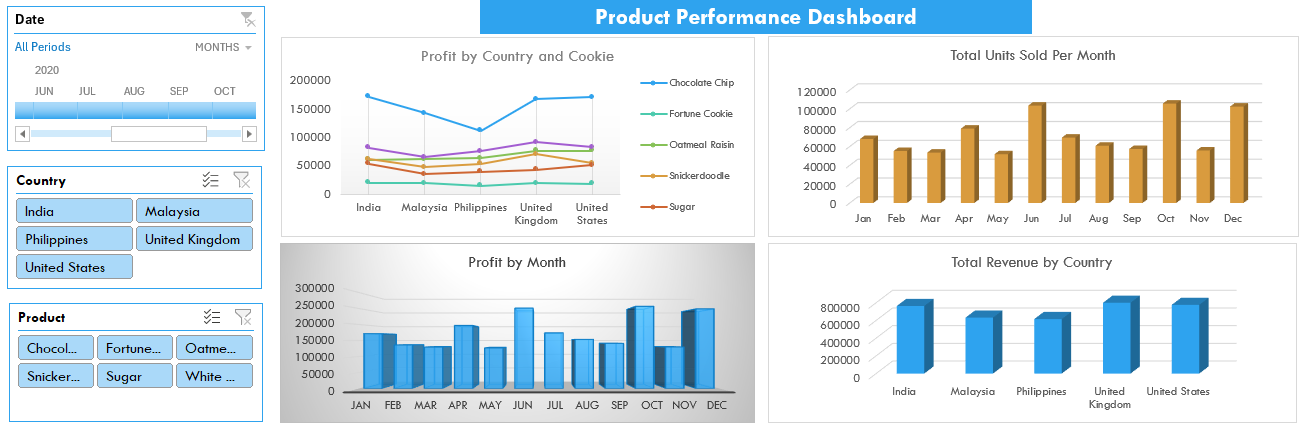 Product Performance Dashboard
Date
All Periods MONTHS
2020
JUN JUL AUG SEP OCT
Country
India Malaysia
Philippines United Kingdom
United States
Product
Chocol... Fortune... Oatme...
Snicker... Sugar White ...
Profit by Country and Cookie
200000
150000
100000
50000
0
India Malaysia Philippines United Kingdom United States
Chocolate Chip
Fortune Cookie
Oatmeal Raisin
Snickerdoodle
Sugar
Total Units Sold Per Month
120000
100000
80000
60000
40000
20000
0
Jan Feb Mar Apr May Jun Jul Aug Sep Oct Nov Dec
Profit by Month
300000
250000
200000
150000
100000
50000
0
JAN FEB MAR APR MAY JUN JUL AUG SEP OCT NOV DEC
Total Revenue by Country
800000
600000
400000
200000
0
India Malaysia Philippines United Kingdom United States